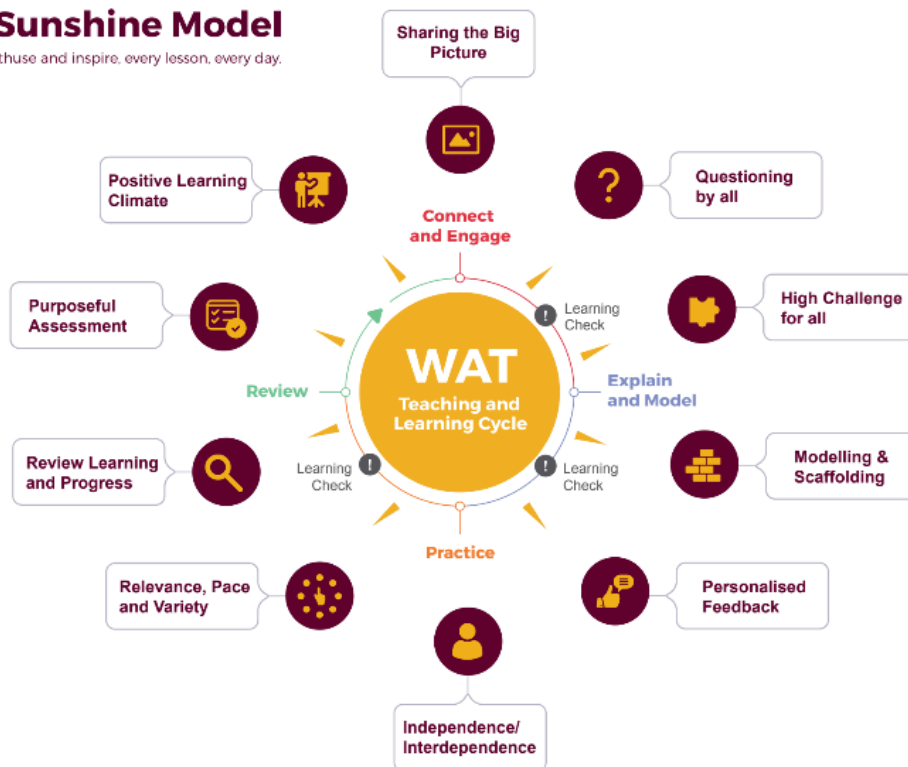 Sunshine Model
thuse and inspire, every lesson, every day.
Sharing the Big
Picture
Positive Learning
Climate
Questioning
by all
Connect
and Engage
Purposeful
Assessment
Learning
Check
High Challenge
for all
WAT
Teaching and
Learning Cycle
Review
Explain
and Model
Review Learning
and Progress
Learning
Check
Learning
Check
Modelling &
Scaffolding
Practice
Relevance, Pace
and Variety
Personalised
Feedback
Independence/
Interdependence